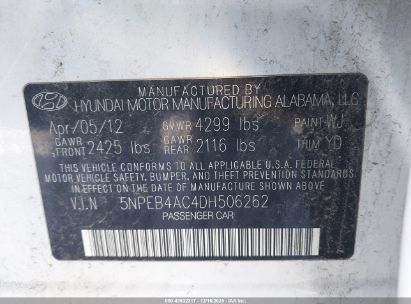 MANUFACTURED BY
HYUNDAI MOTOR MANUFACTURING ALABAMA, LLC
Apr/05/12 GVWR 4299 lbs PAINT WJ
GAWR FRONT 2425 lbs GAWR REAR 2116 lbs TRIM YD
THIS VEHICLE CONFORMS TO ALL APPLICABLE U.S.A. FEDERAL
MOTOR VEHICLE SAFETY, BUMPER, AND THEFT PREVENTION
STANDARDS IN EFFECT ON THE DATE OF MANUFACTURE SHOWN ABOVE.
V.I.N 5NPEB4AC4DH506262
PASSENGER CAR